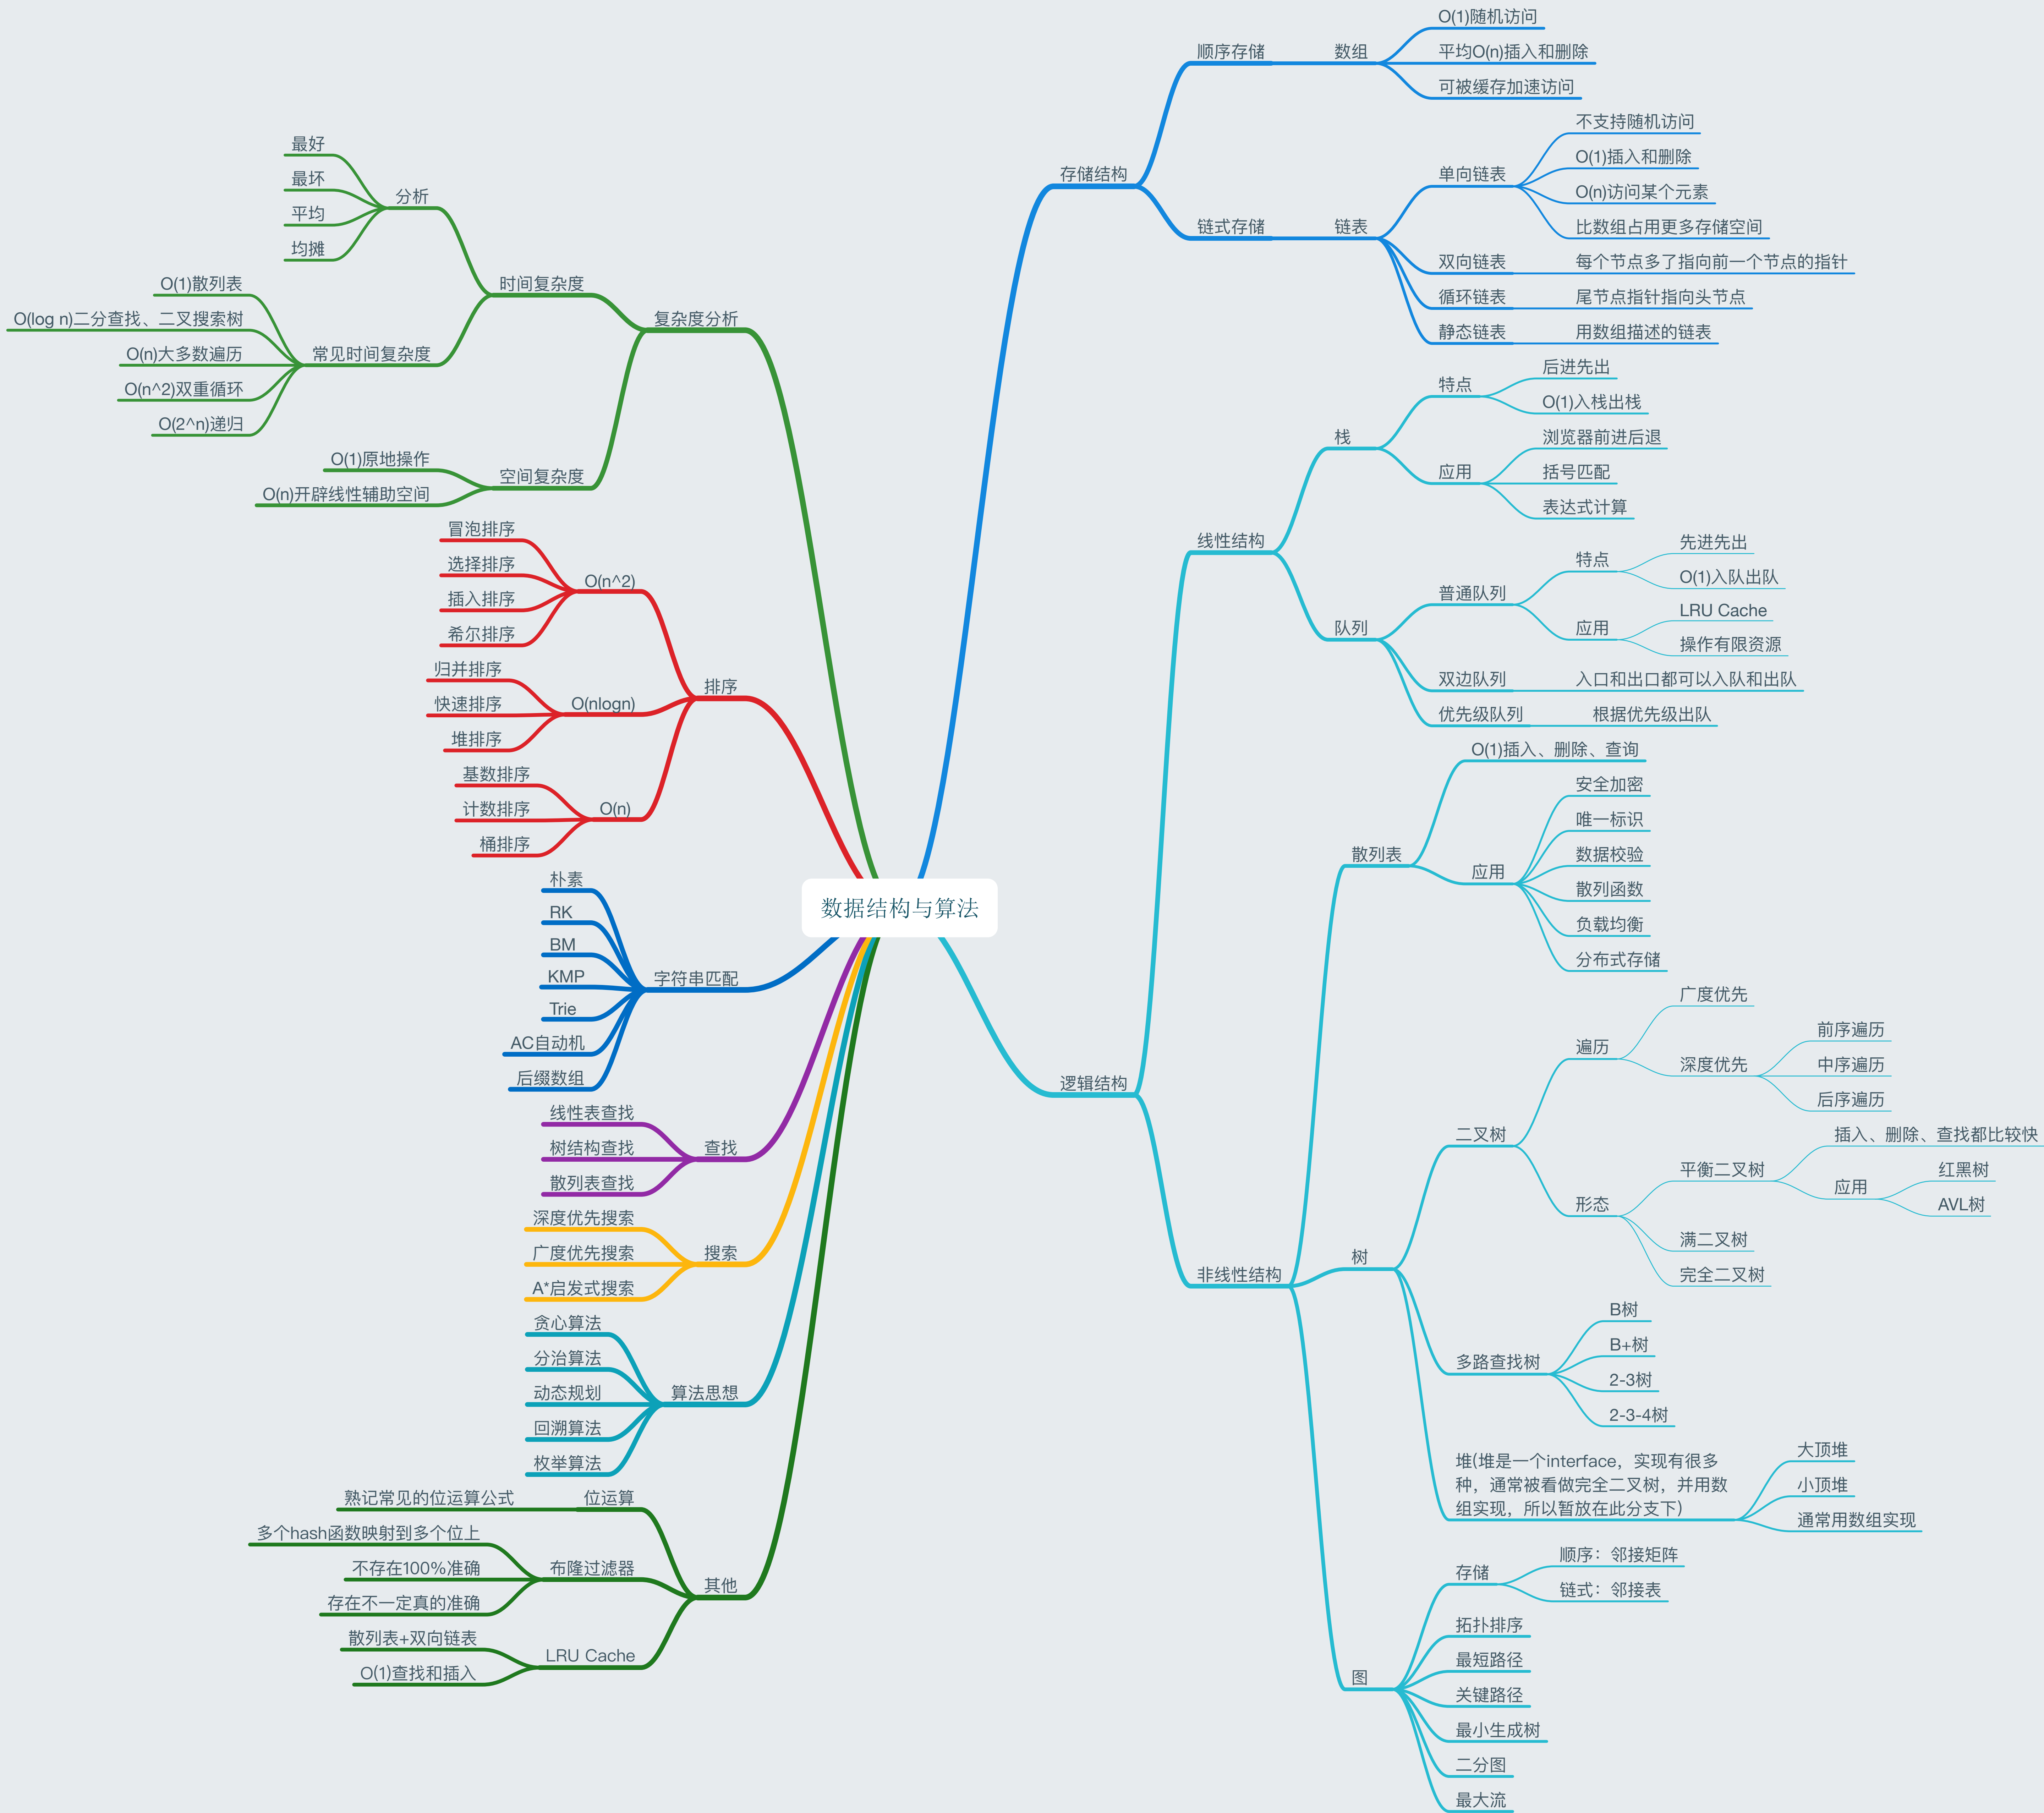 数据结构与算法
存储结构
顺序存储
数组
O(1)随机访问
平均O(n)插入和删除
可被缓存加速访问
链式存储
链表
单向链表
不支持随机访问
O(1)插入和删除
O(n)访问某个元素
比数组占用更多存储空间
双向链表
每个节点多了指向前一个节点的指针
循环链表
尾节点指针指向头节点
静态链表
用数组描述的链表
逻辑结构
线性结构
栈
特点
后进先出
O(1)入栈出栈
应用
浏览器前进后退
括号匹配
表达式计算
队列
普通队列
特点
先进先出
O(1)入队出队
应用
LRU Cache
操作有限资源
双边队列
入口和出口都可以入队和出队
优先级队列
根据优先级出队
非线性结构
散列表
O(1)插入、删除、查询
应用
安全加密
唯一标识
数据校验
散列函数
负载均衡
分布式存储
树
二叉树
遍历
广度优先
深度优先
前序遍历
中序遍历
后序遍历
形态
平衡二叉树
插入、删除、查找都比较快
应用
红黑树
AVL树
满二叉树
完全二叉树
多路查找树
B树
B+树
2-3树
2-3-4树
堆(堆是一个interface，实现有很多
种，通常被看做完全二叉树，并用数
组实现，所以暂放在此分支下)
大顶堆
小顶堆
通常用数组实现
图
存储
顺序：邻接矩阵
链式：邻接表
拓扑排序
最短路径
关键路径
最小生成树
二分图
最大流
复杂度分析
时间复杂度
分析
最好
最坏
平均
均摊
常见时间复杂度
O(1)散列表
O(log n)二分查找、二叉搜索树
O(n)大多数遍历
O(n^2)双重循环
O(2^n)递归
空间复杂度
O(1)原地操作
O(n)开辟线性辅助空间
排序
O(n^2)
冒泡排序
选择排序
插入排序
希尔排序
O(nlogn)
归并排序
快速排序
堆排序
O(n)
基数排序
计数排序
桶排序
字符串匹配
朴素
RK
BM
KMP
Trie
AC自动机
后缀数组
查找
线性表查找
树结构查找
散列表查找
搜索
深度优先搜索
广度优先搜索
A*启发式搜索
算法思想
贪心算法
分治算法
动态规划
回溯算法
枚举算法
其他
位运算
熟记常见的位运算公式
布隆过滤器
多个hash函数映射到多个位上
不存在100%准确
存在不一定真的准确
LRU Cache
散列表+双向链表
O(1)查找和插入